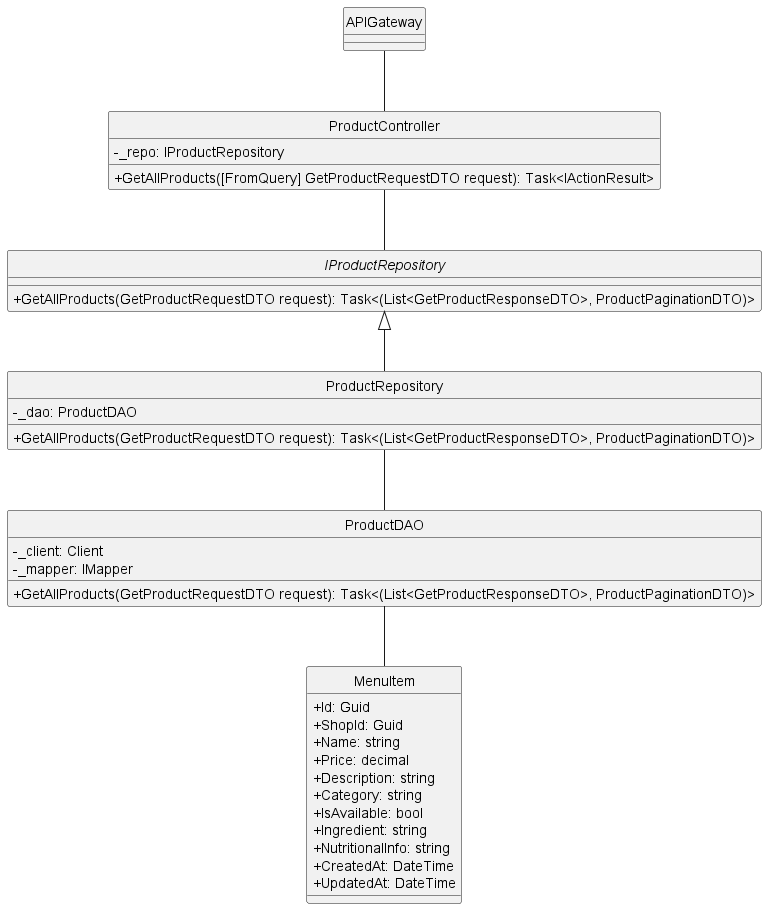 APIGateway
ProductController
-_repo: IProductRepository
+GetAllProducts([FromQuery] GetProductRequestDTO request): Task<IActionResult>
IProductRepository
+GetAllProducts(GetProductRequestDTO request): Task<(List<GetProductResponseDTO>, ProductPaginationDTO)>
ProductRepository
-_dao: ProductDAO
+GetAllProducts(GetProductRequestDTO request): Task<(List<GetProductResponseDTO>, ProductPaginationDTO)>
ProductDAO
-_client: Client
-_mapper: IMapper
+GetAllProducts(GetProductRequestDTO request): Task<(List<GetProductResponseDTO>, ProductPaginationDTO)>
MenuItem
+Id: Guid
+ShopId: Guid
+Name: string
+Price: decimal
+Description: string
+Category: string
+IsAvailable: bool
+Ingredient: string
+NutritionalInfo: string
+CreatedAt: DateTime
+UpdatedAt: DateTime